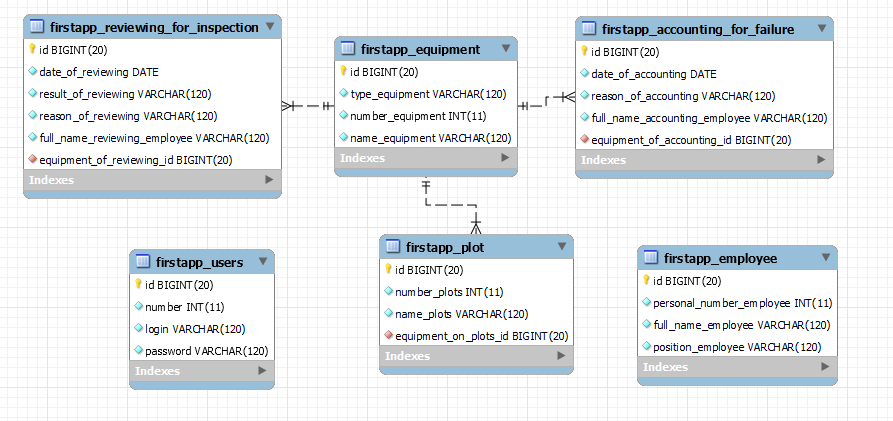 firstapp_reviewing_for_inspection
id BIGINT(20)
date_of_reviewing DATE
result_of_reviewing VARCHAR(120)
reason_of_reviewing VARCHAR(120)
full_name_reviewing_employee VARCHAR(120)
equipment_of_reviewing_id BIGINT(20)
Indexes
firstapp_equipment
id BIGINT(20)
type_equipment VARCHAR(120)
number_equipment INT(11)
name_equipment VARCHAR(120)
Indexes
firstapp_accounting_for_failure
id BIGINT(20)
date_of_accounting DATE
reason_of_accounting VARCHAR(120)
full_name_accounting_employee VARCHAR(120)
equipment_of_accounting_id BIGINT(20)
Indexes
firstapp_users
id BIGINT(20)
number INT(11)
login VARCHAR(120)
password VARCHAR(120)
Indexes
firstapp_plot
id BIGINT(20)
number_plots INT(11)
name_plots VARCHAR(120)
equipment_on_plots_id BIGINT(20)
Indexes
firstapp_employee
id BIGINT(20)
personal_number_employee INT(11)
full_name_employee VARCHAR(120)
position_employee VARCHAR(120)
Indexes